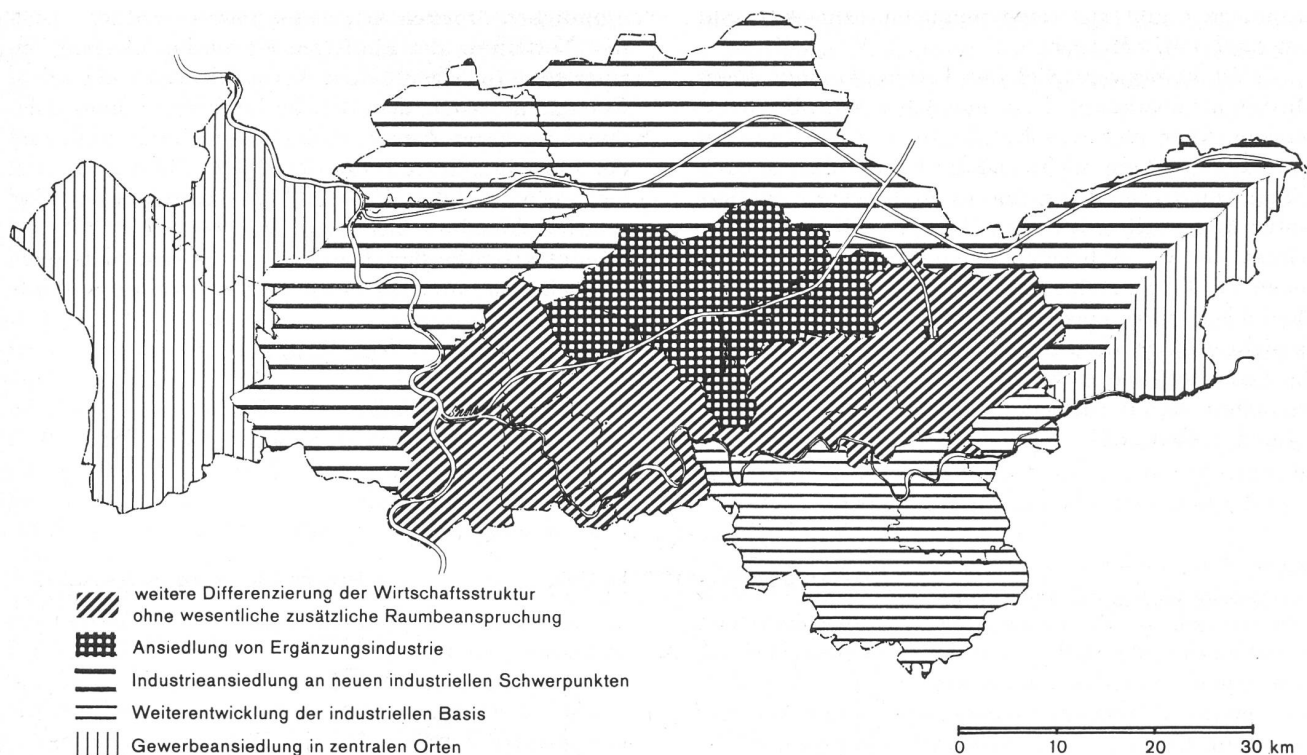 Ruhr
weitere Differenzierung der Wirtschaftsstruktur
ohne wesentliche zusätzliche Raumbeanspruchung
Ansiedlung von Ergänzungsindustrie
Industrieansiedlung an neuen industriellen Schwerpunkten
Weiterentwicklung der industriellen Basis
Gewerbeansiedlung in zentralen Orten
0 10 20 30 km